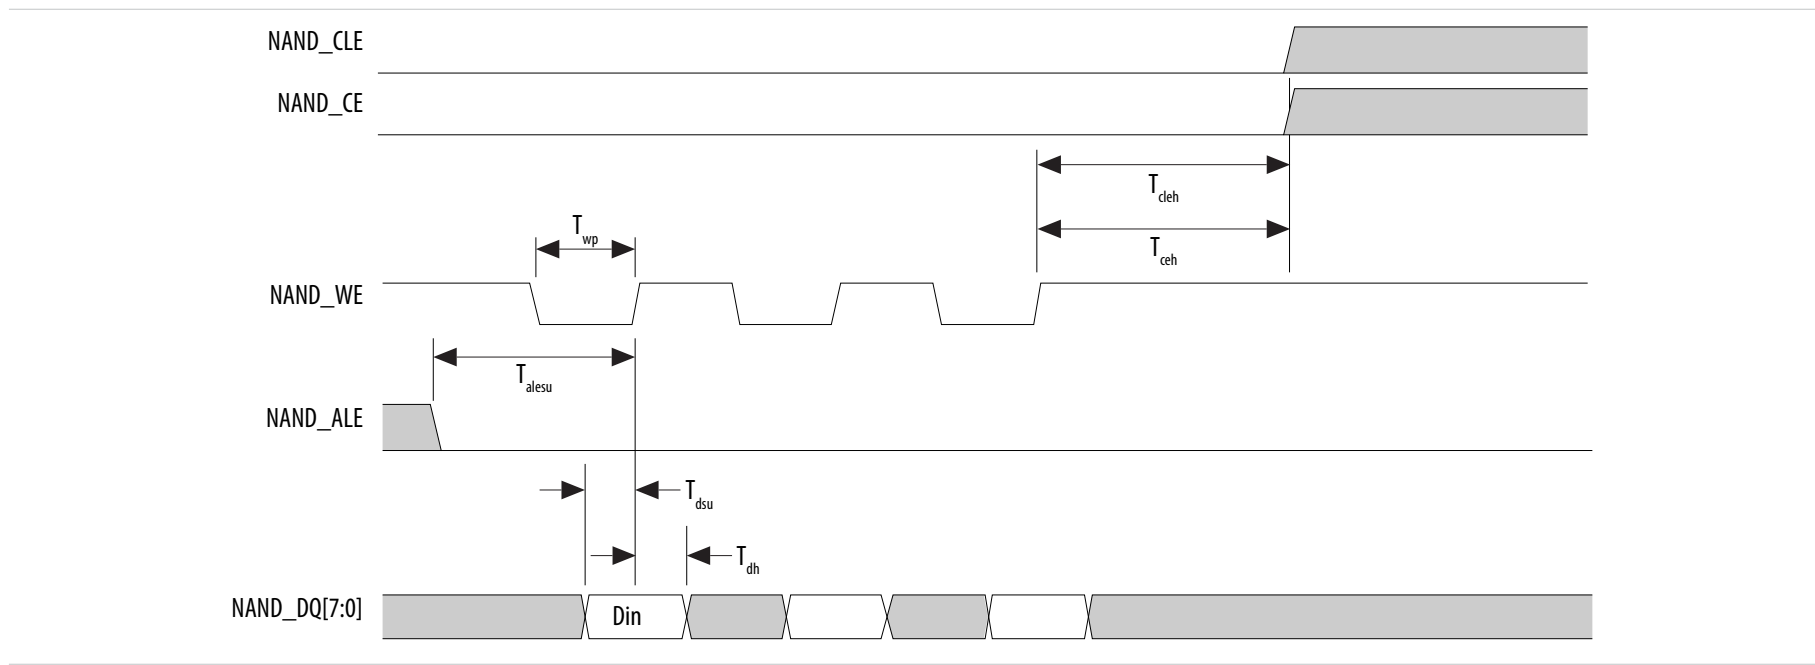 NAND_CLE
NAND_CE
T_cleh
T_wp
T_ceh
NAND_WE
T_alesu
NAND_ALE
T_dsu
T_dh
NAND_DQ[7:0]
Din